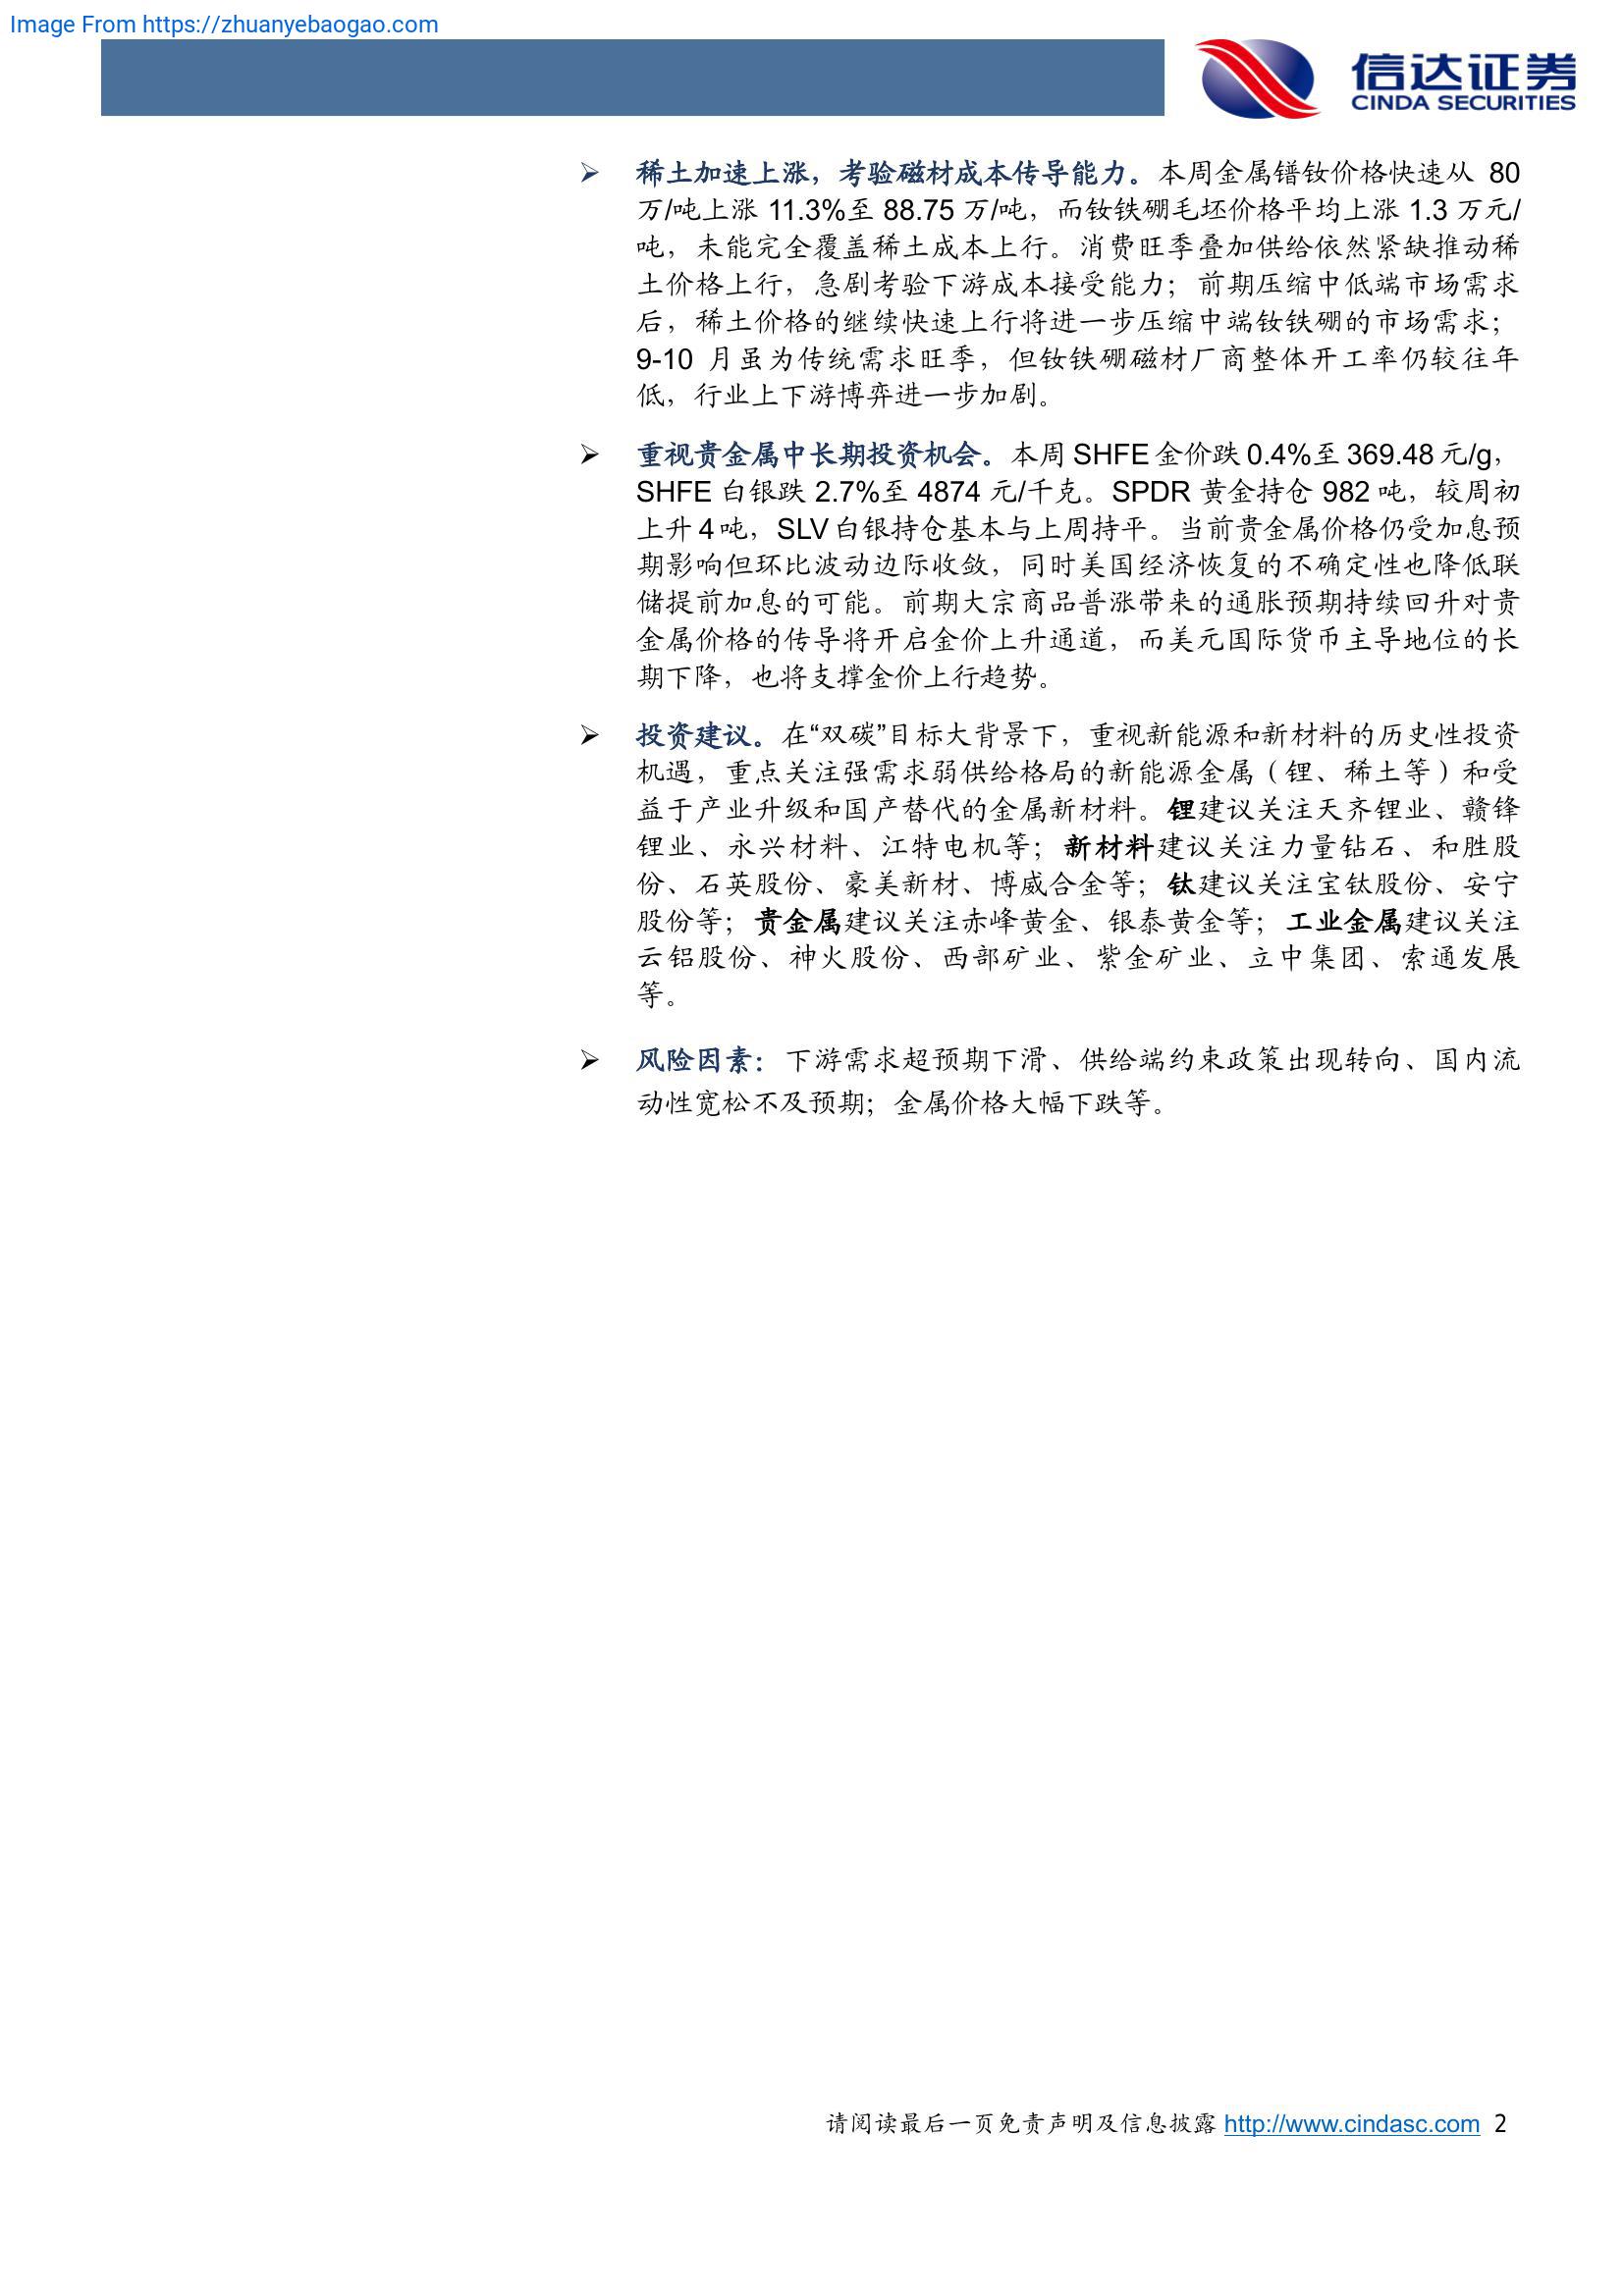 Image From https://zhuanyebaogao.com
信达证券
CINDA SECURITIES
➢ 稀土加速上涨，考验磁材成本传导能力。本周金属镨钕价格快速从 80
万/吨上涨 11.3%至 88.75 万/吨，而钕铁硼毛坯价格平均上涨 1.3 万元/
吨，未能完全覆盖稀土成本上行。消费旺季叠加供给依然紧缺推动稀
土价格上行，急剧考验下游成本接受能力；前期压缩中低端市场需求
后，稀土价格的继续快速上行将进一步压缩中端钕铁硼的市场需求；
9-10 月虽为传统需求旺季，但钕铁硼磁材厂商整体开工率仍较往年
低，行业上下游博弈进一步加剧。
➢ 重视贵金属中长期投资机会。本周 SHFE 金价跌 0.4%至 369.48 元/g，
SHFE 白银跌 2.7%至 4874 元/千克。SPDR 黄金持仓 982 吨，较周初
上升 4 吨，SLV 白银持仓基本与上周持平。当前贵金属价格仍受加息预
期影响但环比波动边际收敛，同时美国经济恢复的不确定性也降低联
储提前加息的可能。前期大宗商品普涨带来的通胀预期持续回升对贵
金属价格的传导将开启金价上升通道，而美元国际货币主导地位的长
期下降，也将支撑金价上行趋势。
➢ 投资建议。在“双碳”目标大背景下，重视新能源和新材料的历史性投资
机遇，重点关注强需求弱供给格局的新能源金属（锂、稀土等）和受
益于产业升级和国产替代的金属新材料。锂建议关注天齐锂业、赣锋
锂业、永兴材料、江特电机等；新材料建议关注力量钻石、和胜股
份、石英股份、豪美新材、博威合金等；钛建议关注宝钛股份、安宁
股份等；贵金属建议关注赤峰黄金、银泰黄金等；工业金属建议关注
云铝股份、神火股份、西部矿业、紫金矿业、立中集团、索通发展
等。
➢ 风险因素：下游需求超预期下滑、供给端约束政策出现转向、国内流
动性宽松不及预期；金属价格大幅下跌等。
请阅读最后一页免责声明及信息披露 http://www.cindasc.com 2